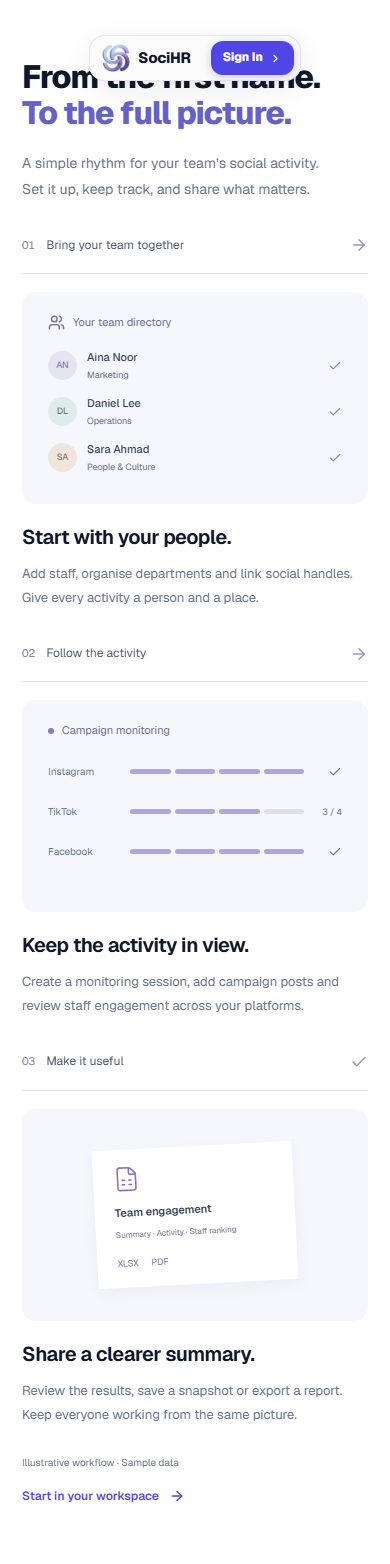 SociHR
Sign In
From the first name.
To the full picture.
A simple rhythm for your team's social activity.
Set it up, keep track, and share what matters.
01 Bring your team together
Your team directory
AN
Aina Noor
Marketing
DL
Daniel Lee
Operations
SA
Sara Ahmad
People & Culture
Start with your people.
Add staff, organise departments and link social handles.
Give every activity a person and a place.
02 Follow the activity
Campaign monitoring
Instagram
TikTok 3 / 4
Facebook
Keep the activity in view.
Create a monitoring session, add campaign posts and
review staff engagement across your platforms.
03 Make it useful
Team engagement
Summary · Activity · Staff ranking
XLSX PDF
Share a clearer summary.
Review the results, save a snapshot or export a report.
Keep everyone working from the same picture.
Illustrative workflow · Sample data
Start in your workspace